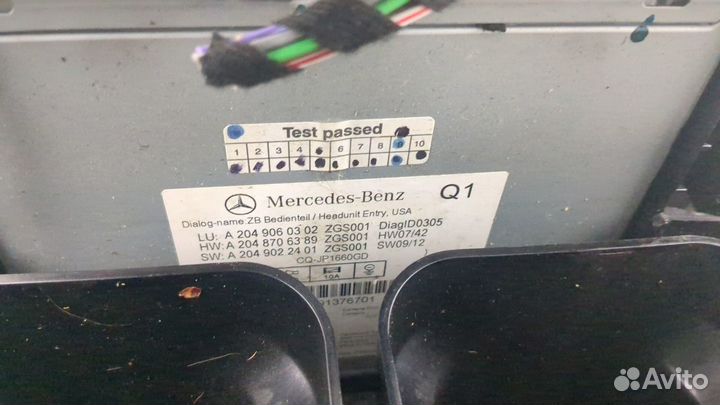 Test passed
1 2 3 4 5 6 7 8 9 10
Mercedes-Benz Q1
Dialog-name:ZB Bedienteil / Headunit Entry, USA
LU: A 204 906 03 02 ZGS001 DiagID0305
HW: A 204 870 63 89 ZGS001 HW07/42
SW: A 204 902 24 01 ZGS001 SW09/12
CQ-JP1660GD
10A
1376701
Avito